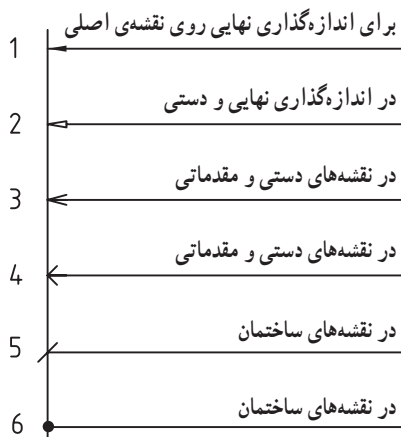 برای اندازه‌گذاری نهایی روی نقشه‌ی اصلی
1
در اندازه‌گذاری نهایی و دستی
2
در نقشه‌های دستی و مقدماتی
3
در نقشه‌های دستی و مقدماتی
4
در نقشه‌های ساختمان
5
در نقشه‌های ساختمان
6